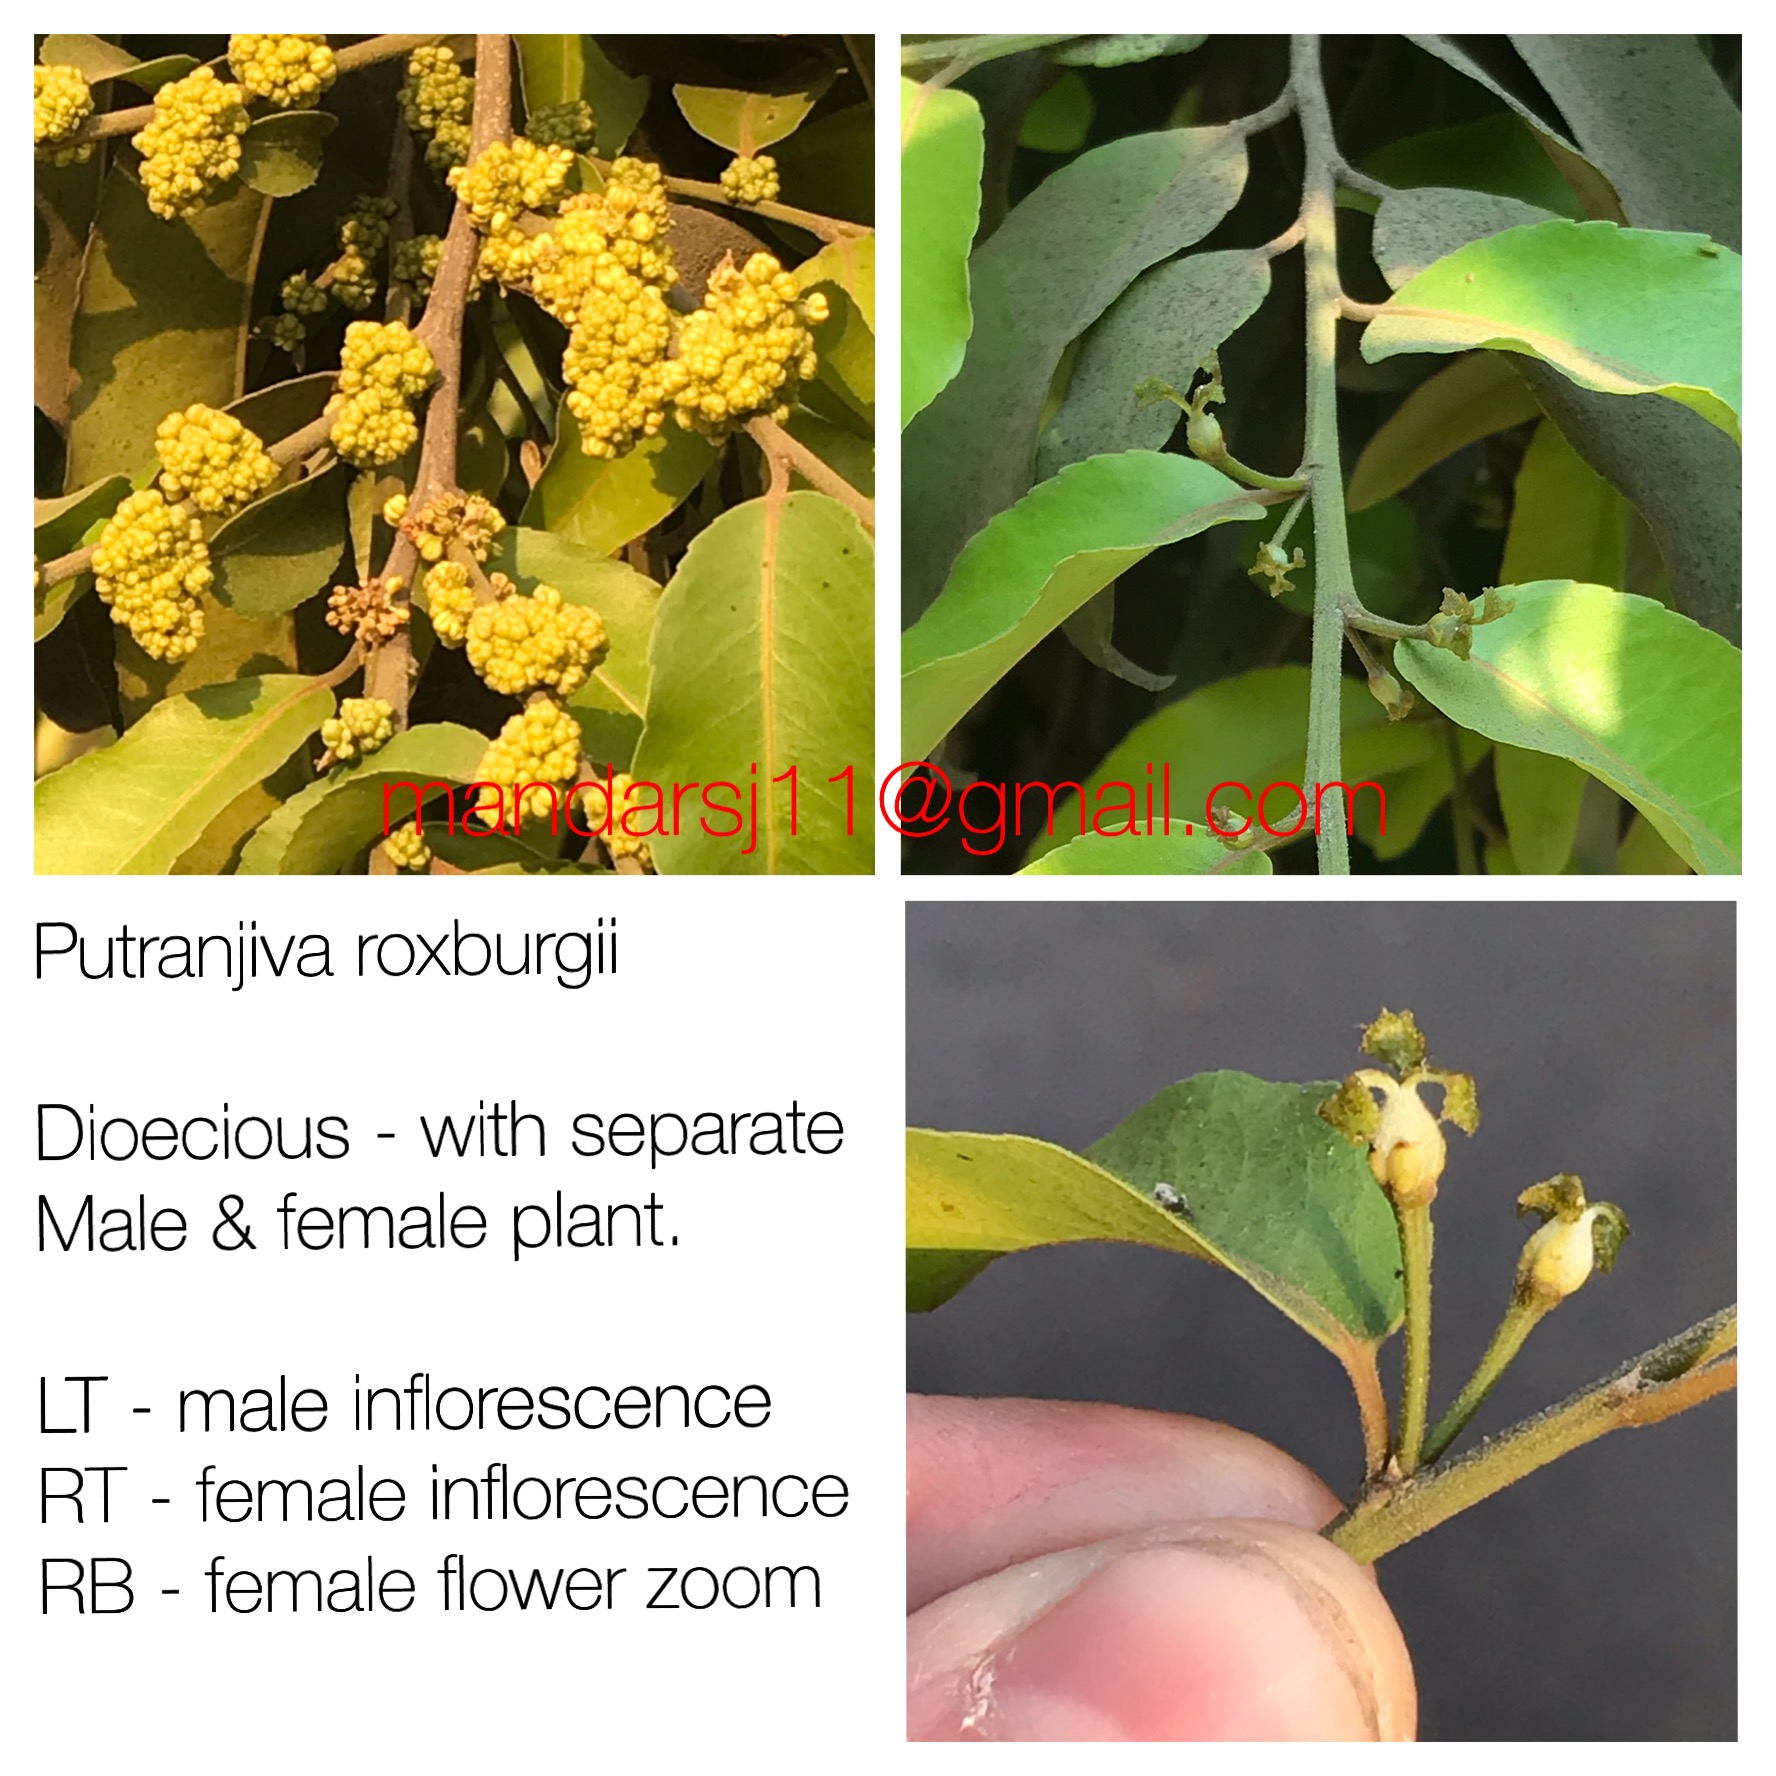 mandarsj11@gmail.com
Putranjiva roxburgii
Dioecious - with separate
Male & female plant.
LT - male inflorescence
RT - female inflorescence
RB - female flower zoom